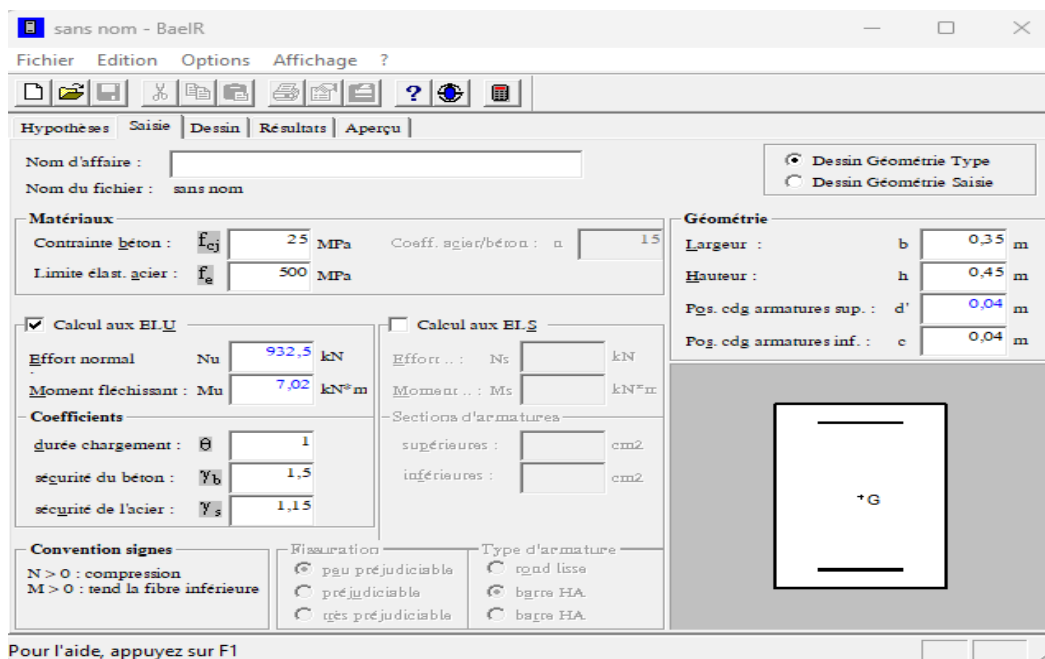 sans nom - BaelR
Fichier Edition Options Affichage ?
Hypothèses Saisie Dessin Résultats Aperçu
Nom d'affaire :
Nom du fichier : sans nom
Dessin Géométrie Type
Dessin Géométrie Saisie
Matériaux
Contrainte béton : fcj 25 MPa Coeff. acier/béton : n 15
Limite élast. acier : fe 500 MPa
Géométrie
Largeur : b 0,35 m
Hauteur : h 0,45 m
Pos. cdg armatures sup. : d' 0,04 m
Pos. cdg armatures inf. : c 0,04 m
Calcul aux ELU
Effort normal Nu 932,5 kN
Moment fléchissant : Mu 7,02 kN*m
Calcul aux ELS
Effort .. : Ns kN
Moment .. : Ms kN*m
Coefficients
durée chargement : θ 1
sécurité du béton : γb 1,5
sécurité de l'acier : γs 1,15
Sections d'armatures
supérieures : cm2
inférieures : cm2
+G
Convention signes
N > 0 : compression
M > 0 : tend la fibre inférieure
Fissuration
peu préjudiciable
préjudiciable
très préjudiciable
Type d'armature
rond lisse
barre HA
barre HA
Pour l'aide, appuyez sur F1